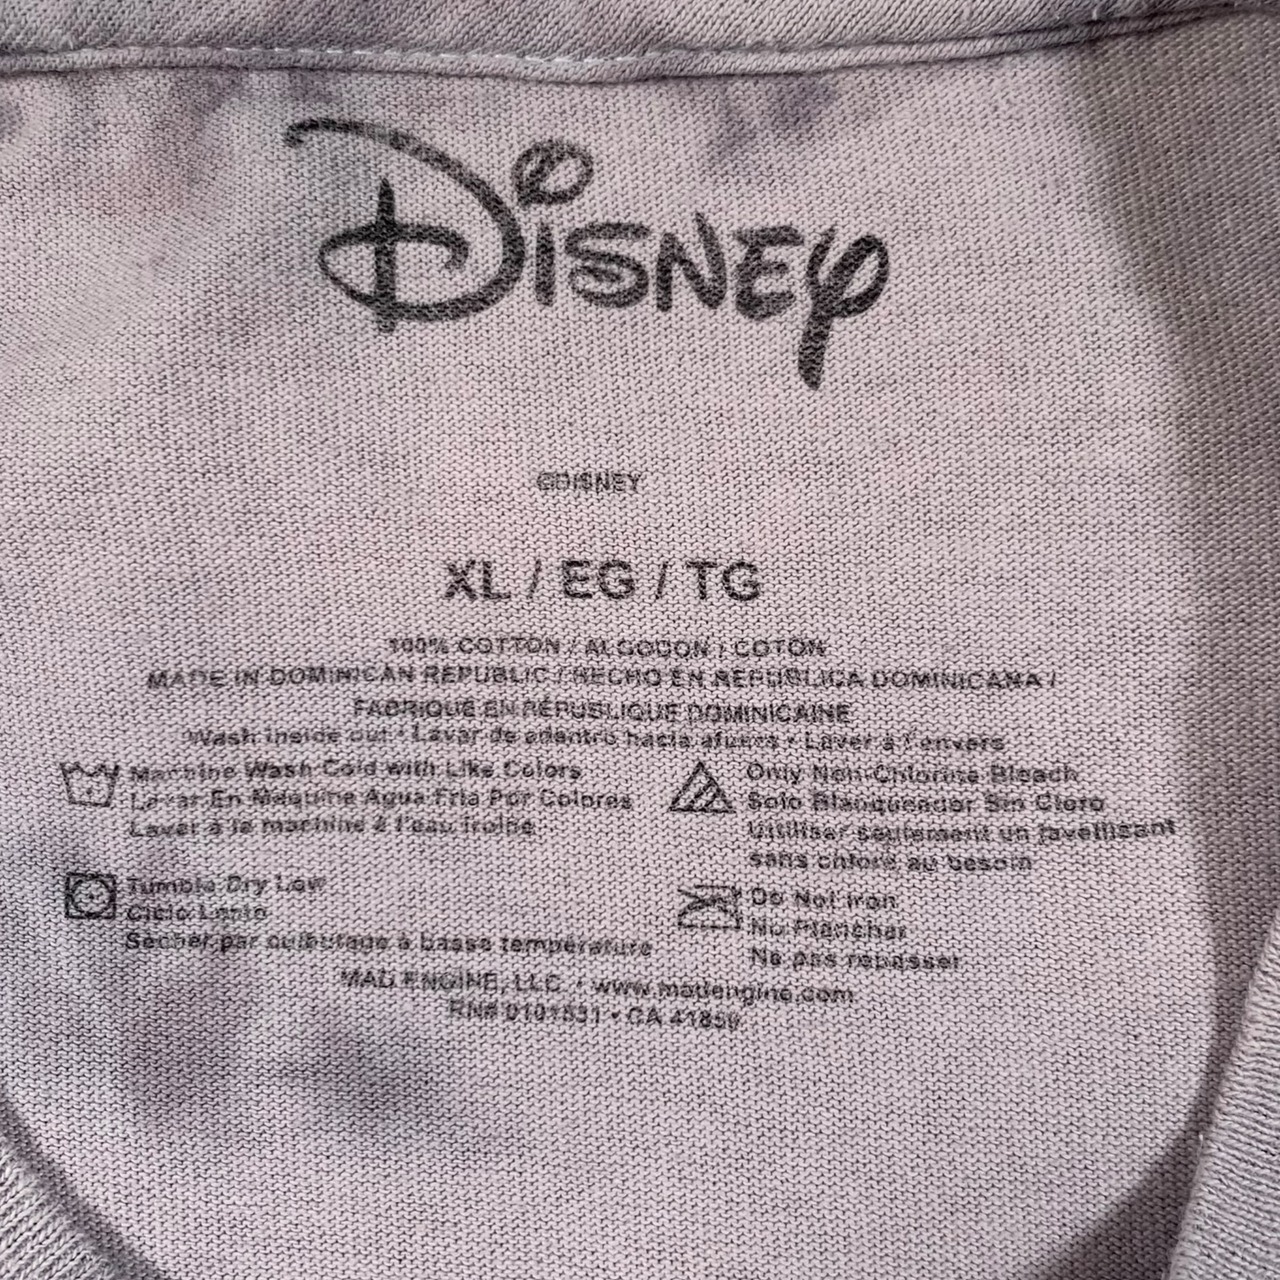 Disney
©DISNEY
XL / EG / TG
100% COTTON / ALGODON / COTON
MADE IN DOMINICAN REPUBLIC / HECHO EN REPUBLICA DOMINICANA /
FABRIQUE EN RÉPUBLIQUE DOMINICAINE
Wash inside out • Lavar de adentro hacia afuera • Laver à l'envers
Machine Wash Cold with Like Colors
Lavar En Maquina Agua Fria Por Colores
Laver à la machine à l'eau froide
Only Non-Chlorine Bleach
Solo Blanqueador Sin Cloro
Utiliser seulement un javellisant
sans chlore au besoin
Tumble Dry Low
Ciclo Lento
Sécher par culbutage à basse température
Do Not Iron
No Planchar
Ne pas repasser
MAD ENGINE, LLC • www.madengine.com
RN# 0101531 • CA 41850